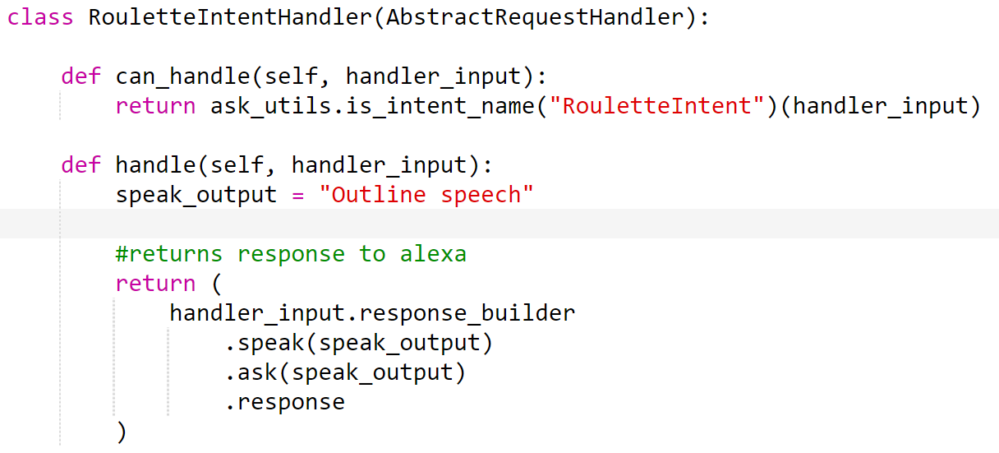 class RouletteIntentHandler(AbstractRequestHandler):
    def can_handle(self, handler_input):
        return ask_utils.is_intent_name("RouletteIntent")(handler_input)
    def handle(self, handler_input):
        speak_output = "Outline speech"
        #returns response to alexa
        return (
            handler_input.response_builder
                .speak(speak_output)
                .ask(speak_output)
                .response
        )